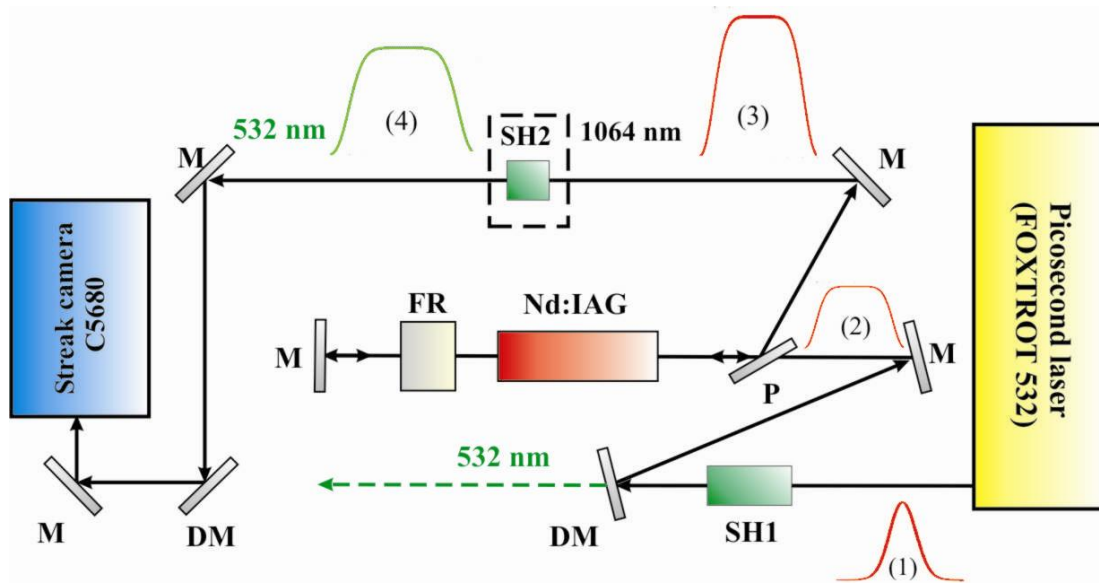 (3)
(4)
532 nm
SH2
1064 nm
M
M
Streak camera
C5680
Picosecond laser
(FOXTROT 532)
FR
Nd:IAG
(2)
M
M
P
532 nm
M
DM
DM
SH1
(1)